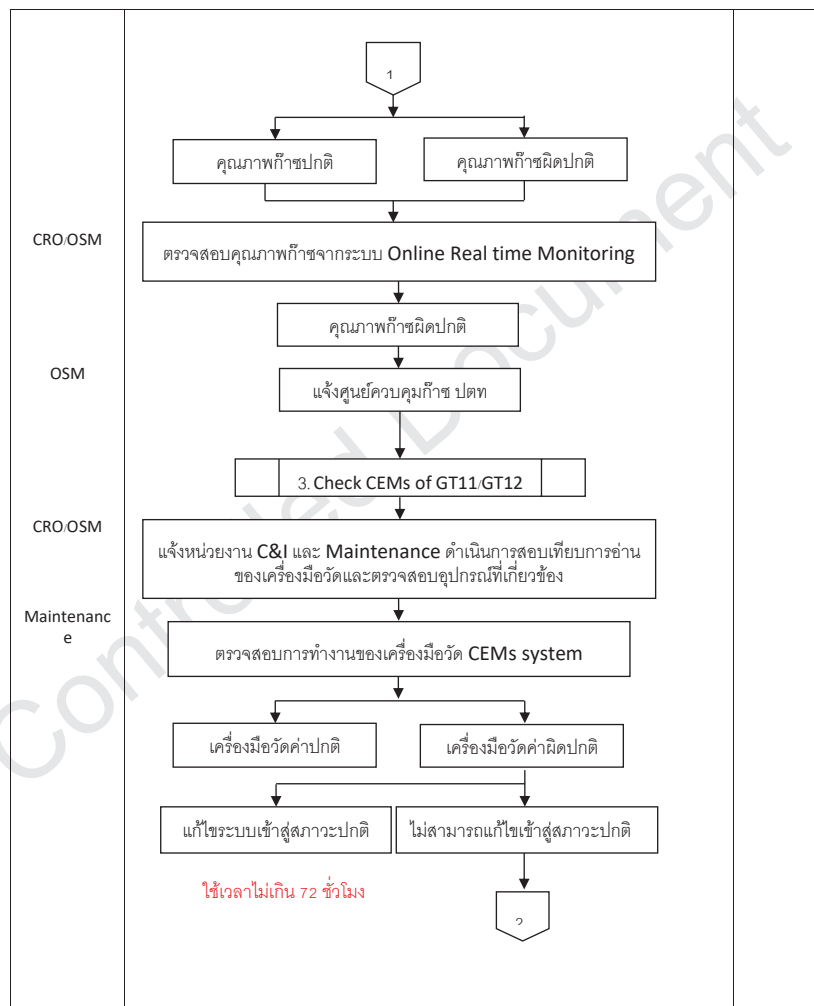 1
คุณภาพก๊าซปกติ
คุณภาพก๊าซผิดปกติ
CRO/OSM
ตรวจสอบคุณภาพก๊าซจากระบบ Online Real time Monitoring
คุณภาพก๊าซผิดปกติ
OSM
แจ้งศูนย์ควบคุมก๊าซ ปตท
3. Check CEMs of GT11/GT12
CRO/OSM
แจ้งหน่วยงาน C&I และ Maintenance ดำเนินการสอบเทียบการอ่าน
ของเครื่องมือวัดและตรวจสอบอุปกรณ์ที่เกี่ยวข้อง
Maintenanc
e
ตรวจสอบการทำงานของเครื่องมือวัด CEMs system
เครื่องมือวัดค่าปกติ
เครื่องมือวัดค่าผิดปกติ
แก้ไขระบบเข้าสู่สภาวะปกติ
ไม่สามารถแก้ไขเข้าสู่สภาวะปกติ
ใช้เวลาไม่เกิน 72 ชั่วโมง
2
Controlled Document